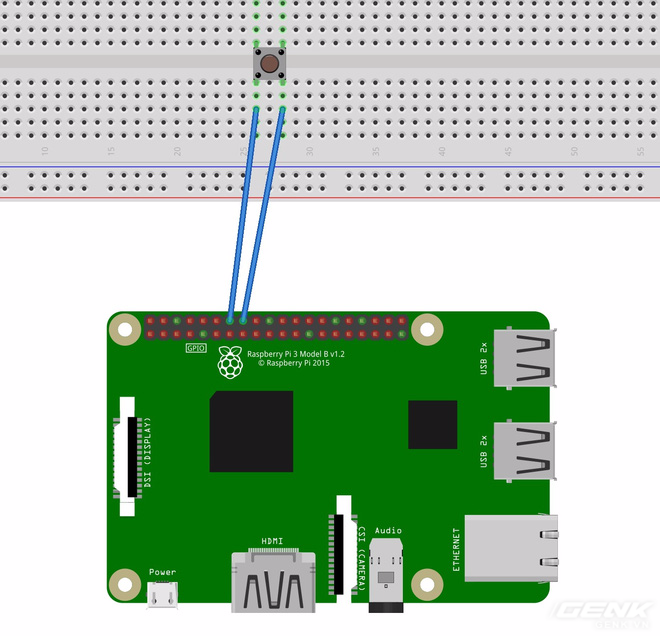 10 15 20 25 30 35 40 45 50 55
GPIO
Raspberry Pi 3 Model B v1.2
© Raspberry Pi 2015
USB 2x
USB 2x
DSI (DISPLAY)
CSI (CAMERA)
Audio
ETHERNET
HDMI
Power
GENK